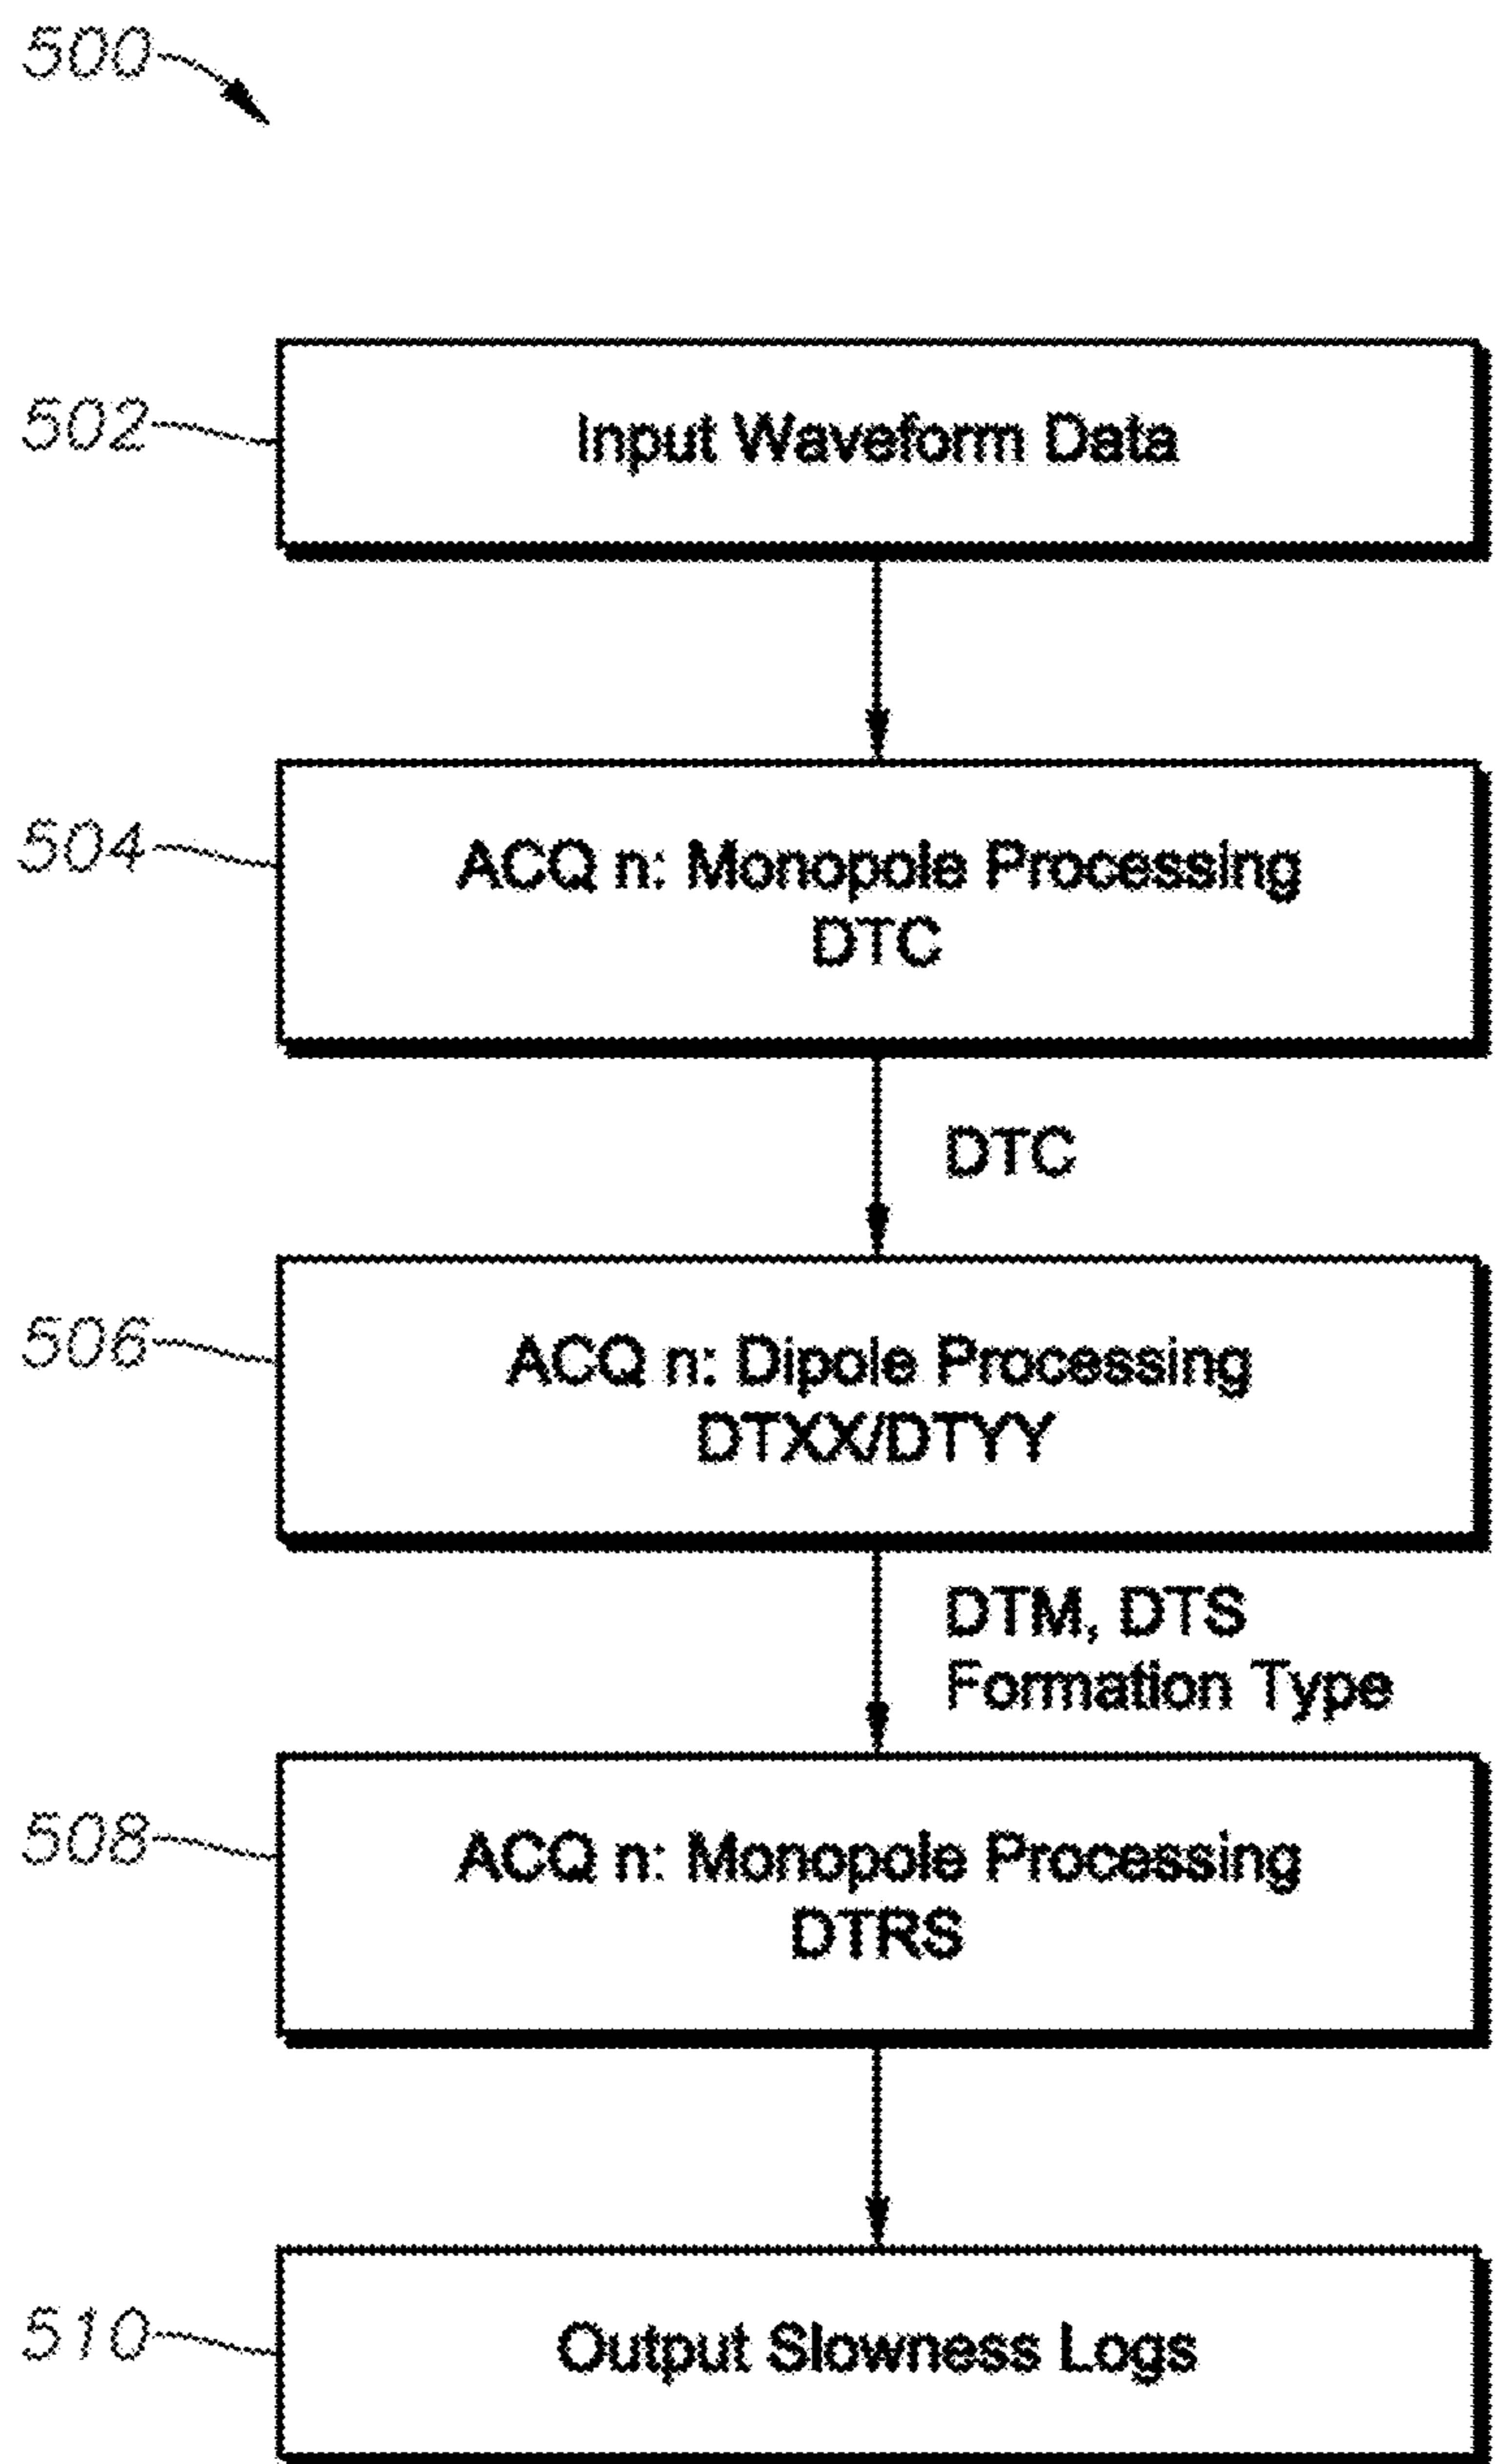 500
502
Input Waveform Data
504
ACQ n: Monopole Processing
DTC
DTC
506
ACQ n: Dipole Processing
DTXX/DTYY
DTM, DTS
Formation Type
508
ACQ n: Monopole Processing
DTRS
510
Output Slowness Logs